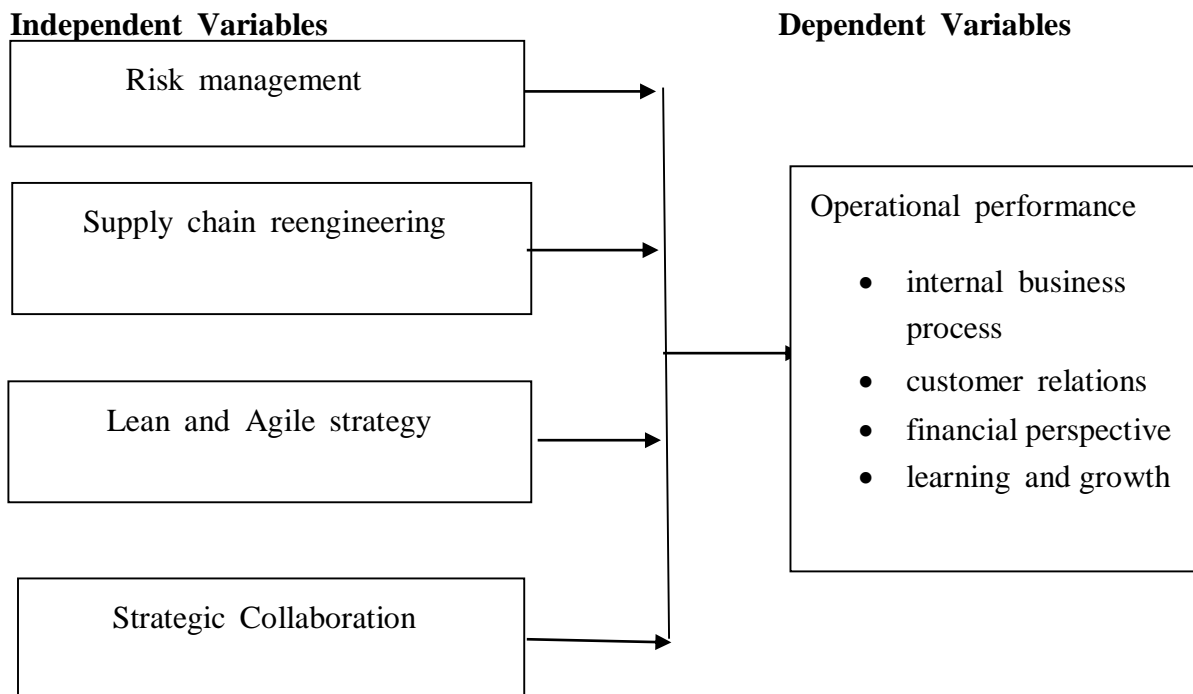 Independent Variables
Dependent Variables
Risk management
Supply chain reengineering
Lean and Agile strategy
Strategic Collaboration
Operational performance
• internal business
process
• customer relations
• financial perspective
• learning and growth